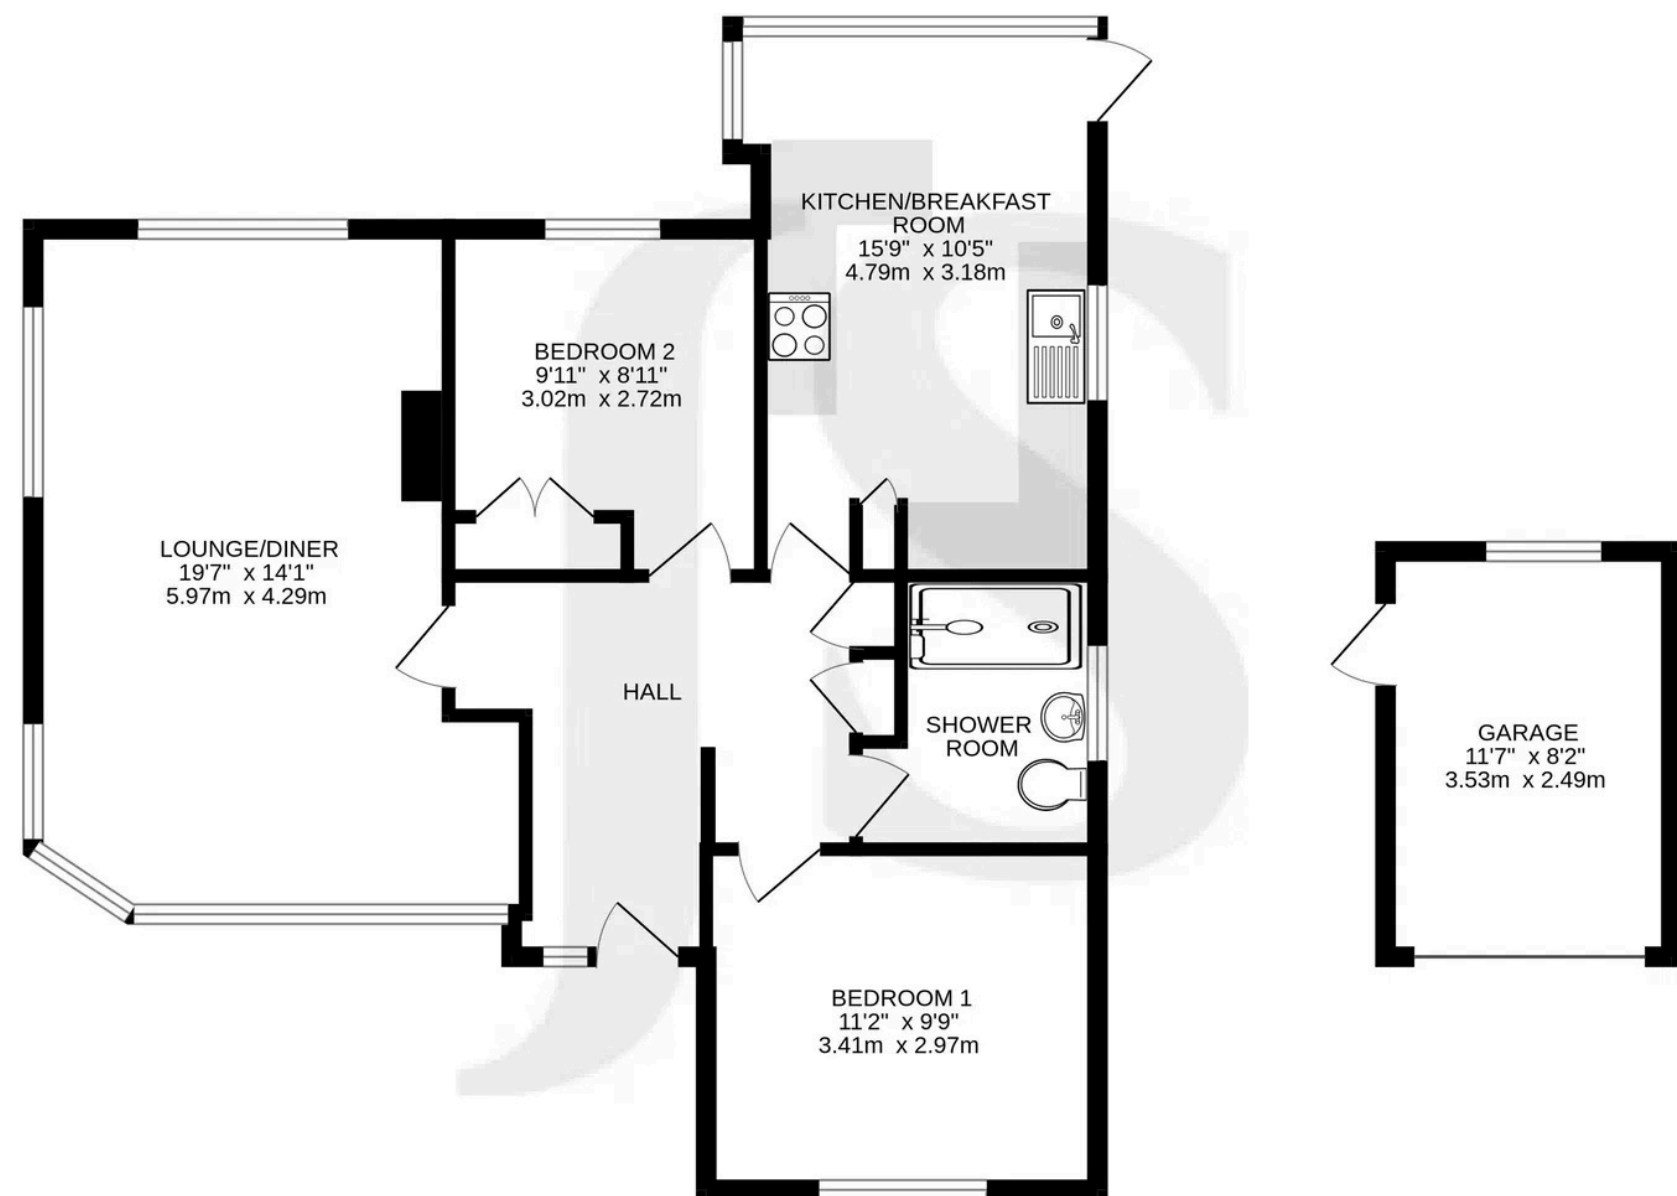 KITCHEN/BREAKFAST
ROOM
15'9" x 10'5"
4.79m x 3.18m
BEDROOM 2
9'11" x 8'11"
3.02m x 2.72m
LOUNGE/DINER
19'7" x 14'1"
5.97m x 4.29m
HALL
SHOWER
ROOM
GARAGE
11'7" x 8'2"
3.53m x 2.49m
BEDROOM 1
11'2" x 9'9"
3.41m x 2.97m